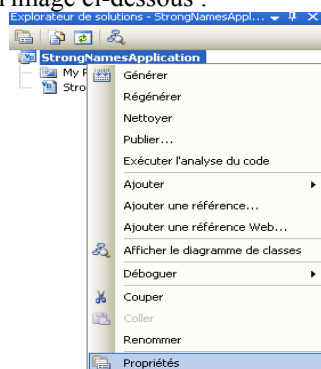 l'image ci-dessous :
Explorateur de solutions - StrongNamesAppl...
StrongNamesApplication
My
Stro
Générer
Régénérer
Nettoyer
Publier...
Exécuter l'analyse du code
Ajouter
Ajouter une référence...
Ajouter une référence Web...
Afficher le diagramme de classes
Déboguer
Couper
Coller
Renommer
Propriétés